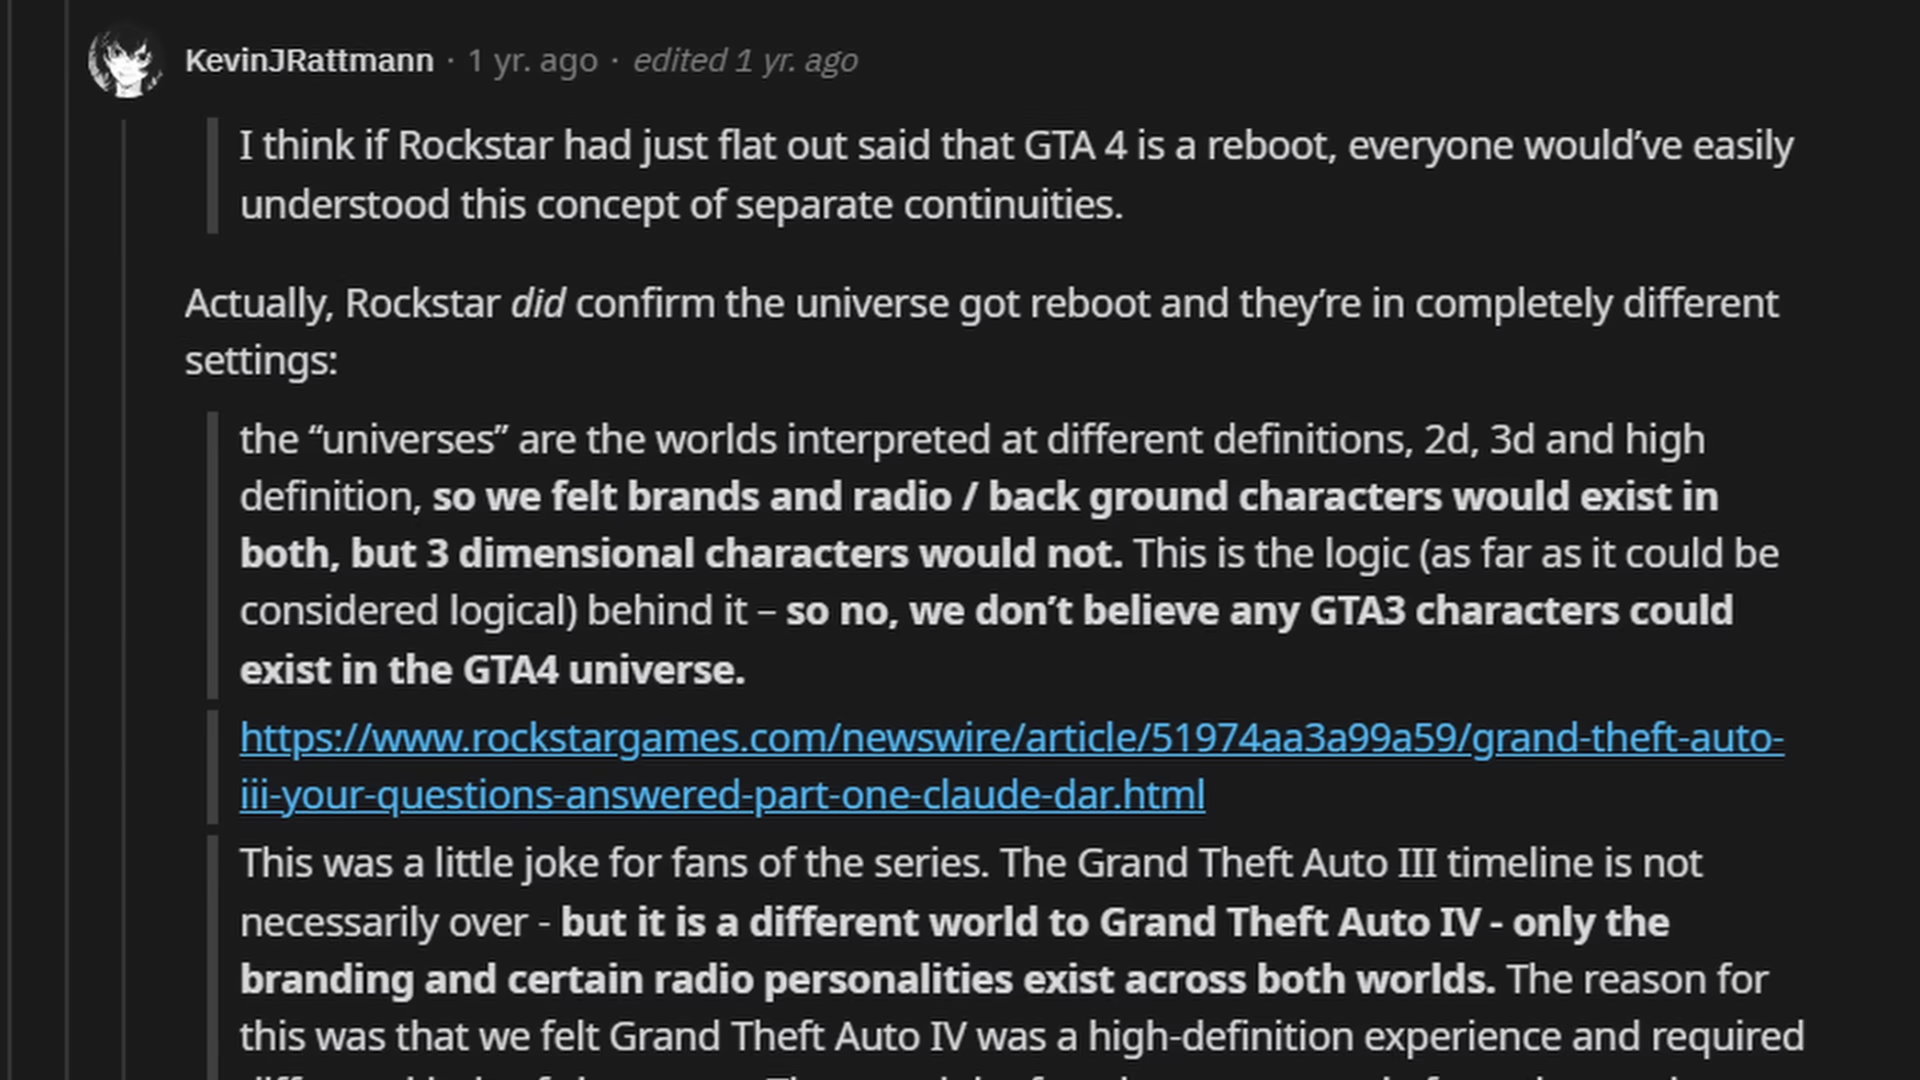 KevinJRattmann · 1 yr. ago · edited 1 yr. ago
I think if Rockstar had just flat out said that GTA 4 is a reboot, everyone would’ve easily
understood this concept of separate continuities.
Actually, Rockstar did confirm the universe got reboot and they’re in completely different
settings:
the “universes” are the worlds interpreted at different definitions, 2d, 3d and high
definition, so we felt brands and radio / back ground characters would exist in
both, but 3 dimensional characters would not. This is the logic (as far as it could be
considered logical) behind it – so no, we don’t believe any GTA3 characters could
exist in the GTA4 universe.
https://www.rockstargames.com/newswire/article/51974aa3a99a59/grand-theft-auto-
iii-your-questions-answered-part-one-claude-dar.html
This was a little joke for fans of the series. The Grand Theft Auto III timeline is not
necessarily over - but it is a different world to Grand Theft Auto IV - only the
branding and certain radio personalities exist across both worlds. The reason for
this was that we felt Grand Theft Auto IV was a high-definition experience and required